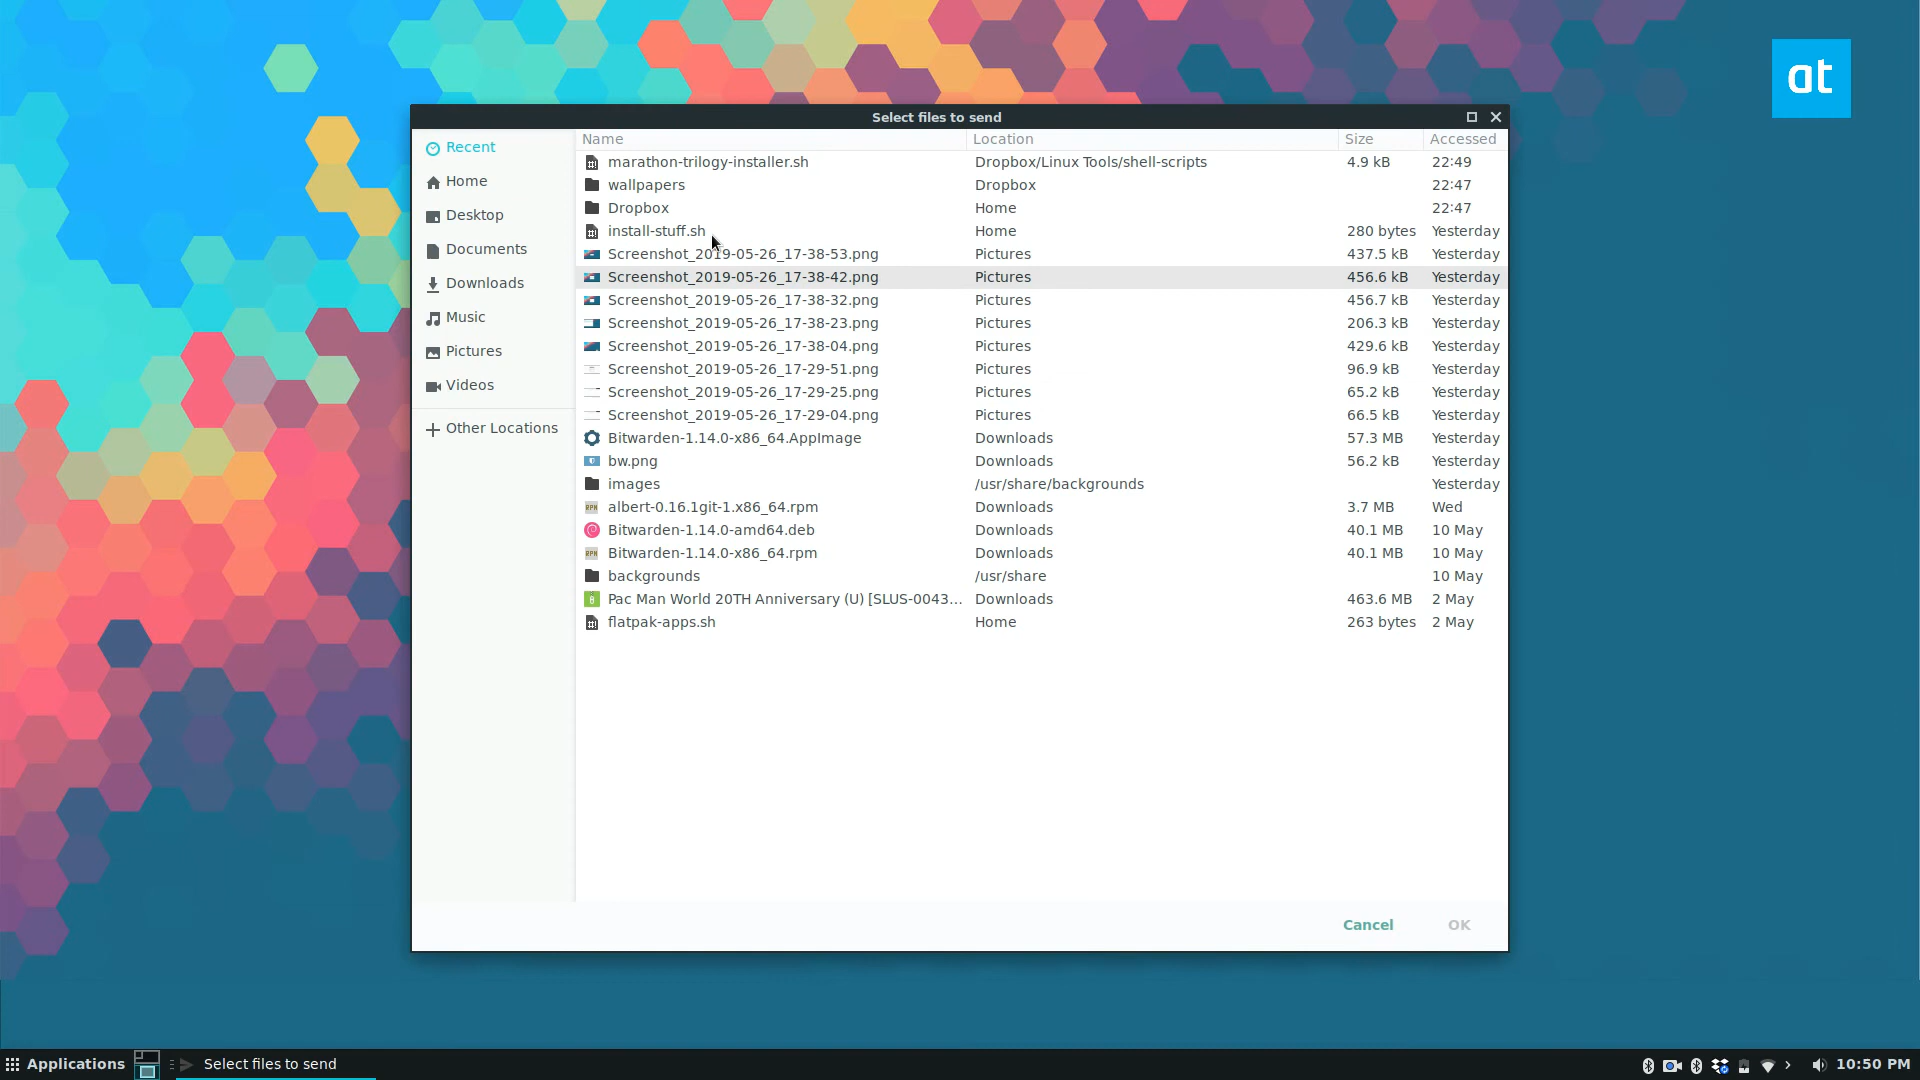 at
Select files to send
Recent
Home
Desktop
Documents
Downloads
Music
Pictures
Videos
Other Locations
Name Location Size Accessed
marathon-trilogy-installer.sh Dropbox/Linux Tools/shell-scripts 4.9 kB 22:49
wallpapers Dropbox 22:47
Dropbox Home 22:47
install-stuff.sh Home 280 bytes Yesterday
Screenshot_2019-05-26_17-38-53.png Pictures 437.5 kB Yesterday
Screenshot_2019-05-26_17-38-42.png Pictures 456.6 kB Yesterday
Screenshot_2019-05-26_17-38-32.png Pictures 456.7 kB Yesterday
Screenshot_2019-05-26_17-38-23.png Pictures 206.3 kB Yesterday
Screenshot_2019-05-26_17-38-04.png Pictures 429.6 kB Yesterday
Screenshot_2019-05-26_17-29-51.png Pictures 96.9 kB Yesterday
Screenshot_2019-05-26_17-29-25.png Pictures 65.2 kB Yesterday
Screenshot_2019-05-26_17-29-04.png Pictures 66.5 kB Yesterday
Bitwarden-1.14.0-x86_64.AppImage Downloads 57.3 MB Yesterday
bw.png Downloads 56.2 kB Yesterday
images /usr/share/backgrounds Yesterday
albert-0.16.1git-1.x86_64.rpm Downloads 3.7 MB Wed
Bitwarden-1.14.0-amd64.deb Downloads 40.1 MB 10 May
Bitwarden-1.14.0-x86_64.rpm Downloads 40.1 MB 10 May
backgrounds /usr/share 10 May
Pac Man World 20TH Anniversary (U) [SLUS-0043... Downloads 463.6 MB 2 May
flatpak-apps.sh Home 263 bytes 2 May
Cancel OK
Applications Select files to send 10:50 PM